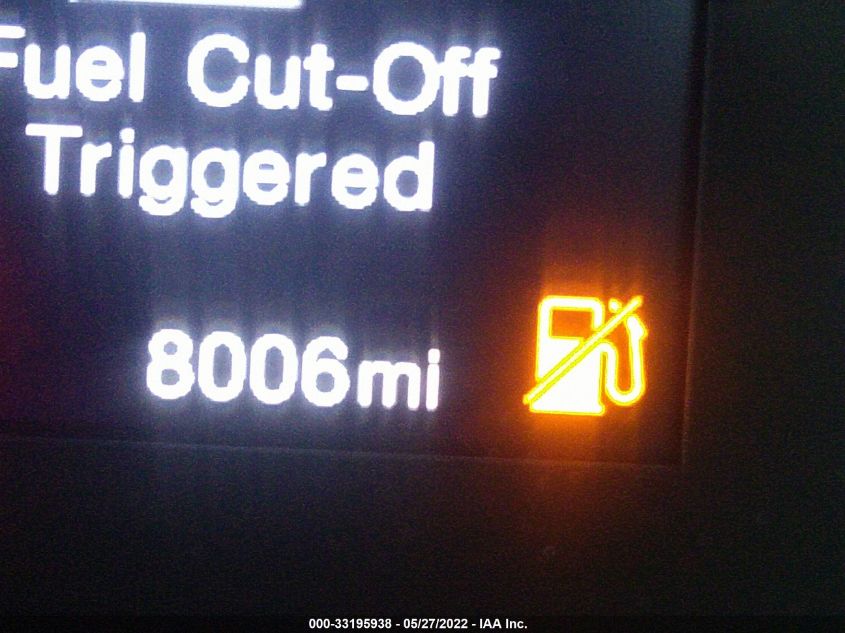 Fuel Cut-Off
Triggered
8006mi
000-33195938 - 05/27/2022 - IAA Inc.